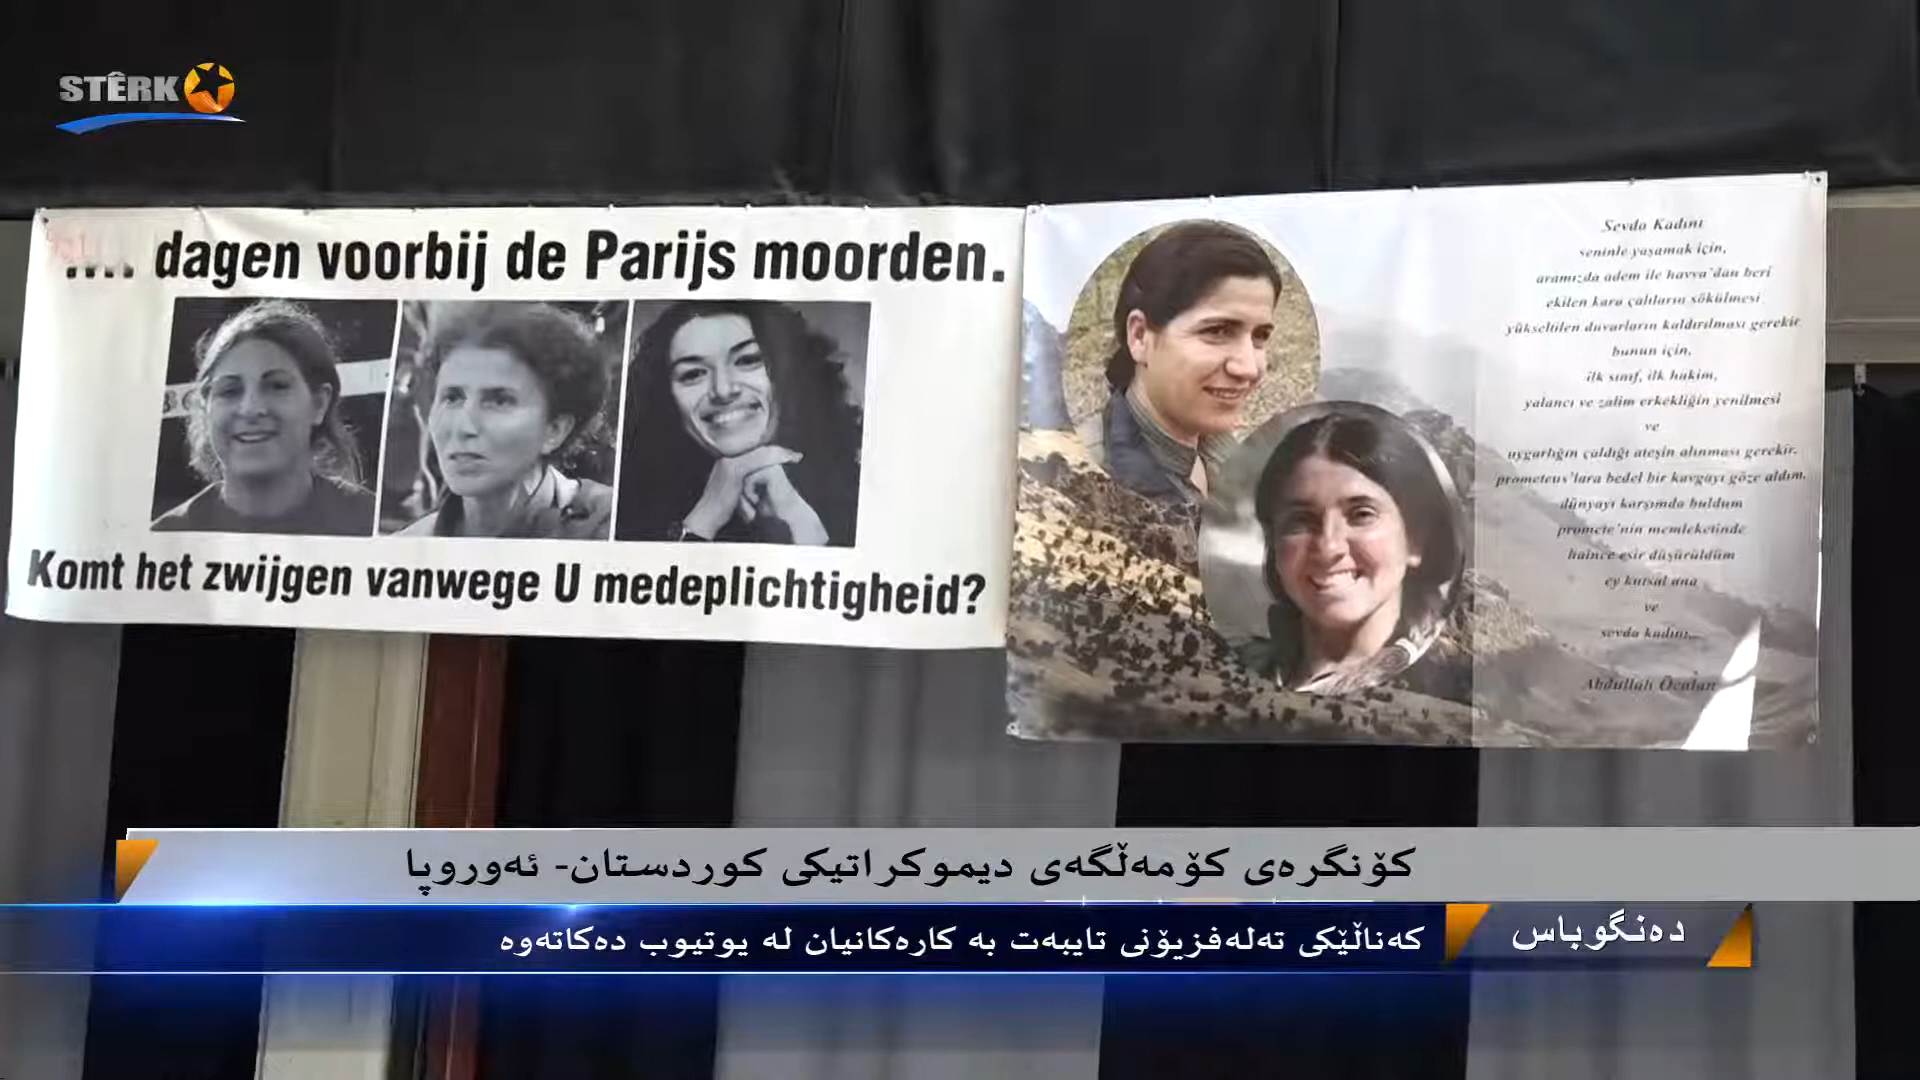 STÊRK
dagen voorbij de Parijs moorden.
Komt het zwijgen vanwege U medeplichtigheid?
Sevda Kadını
seninle yaşamak için,
aramızda adem ile havva'dan beri
ekilen kara çalıların sökülmesi
yükseltilen duvarların kaldırılması gerekir
bunun için,
ilk sınıf, ilk hakim,
yalancı ve zalim erkekliğin yenilmesi
ve
uygarlığın çaldığı ateşin alınması gerekir.
prometeus'lara bedel bir kavgayı göze aldım.
dünyayı karşımda buldum
promete'nin memleketinde
haince esir düşürüldüm
ey kutsal ana
ve
sevda kadını...
Abdullah Öcalan
کۆنگرەی کۆمەڵگەی دیموکراتیکی کوردستان- ئەوروپا
دەنگوباس
کەناڵێکی تەلەفزیۆنی تایبەت بە کارەکانیان لە یوتیوب دەکاتەوە